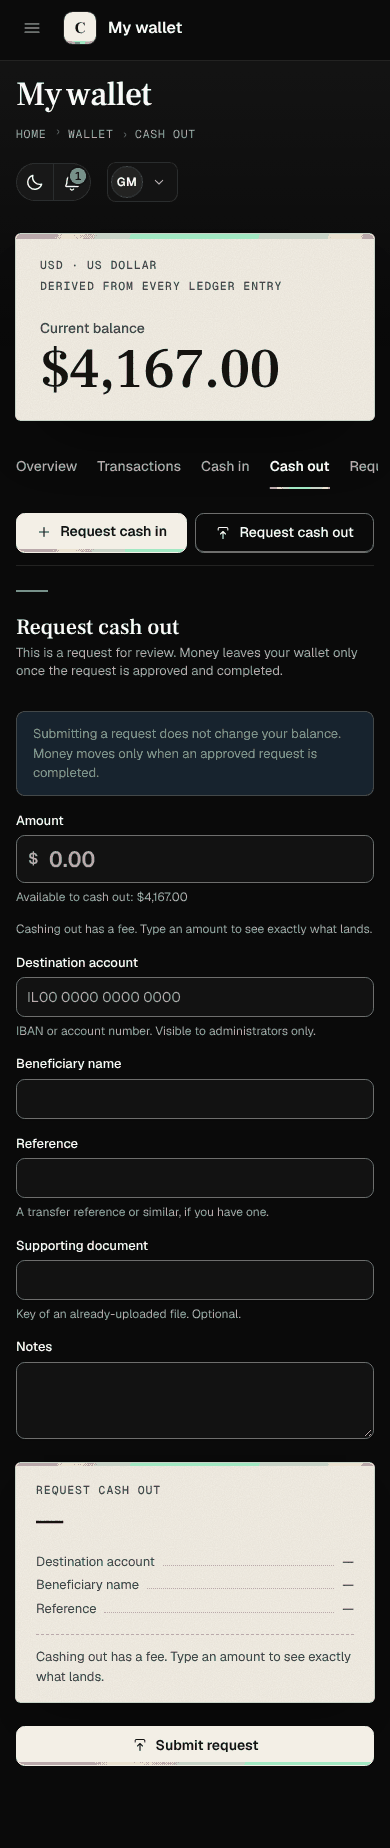 C My wallet
My wallet
HOME › WALLET › CASH OUT
1 GM
USD · US DOLLAR
DERIVED FROM EVERY LEDGER ENTRY
Current balance
$4,167.00
Overview Transactions Cash in Cash out Requ
Request cash in Request cash out
Request cash out
This is a request for review. Money leaves your wallet only
once the request is approved and completed.
Submitting a request does not change your balance.
Money moves only when an approved request is
completed.
Amount
$ 0.00
Available to cash out: $4,167.00
Cashing out has a fee. Type an amount to see exactly what lands.
Destination account
IL00 0000 0000 0000
IBAN or account number. Visible to administrators only.
Beneficiary name
Reference
A transfer reference or similar, if you have one.
Supporting document
Key of an already-uploaded file. Optional.
Notes
REQUEST CASH OUT
—
Destination account —
Beneficiary name —
Reference —
Cashing out has a fee. Type an amount to see exactly
what lands.
Submit request